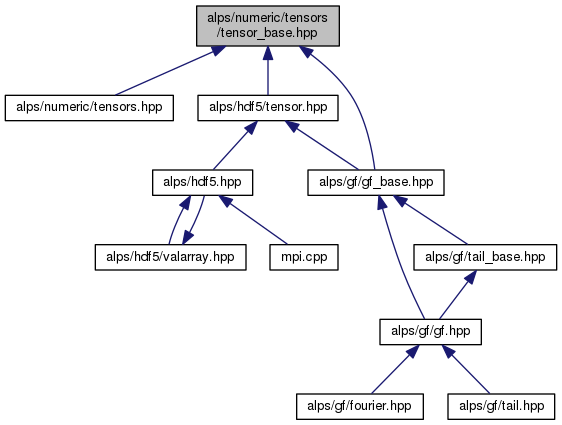 alps/numeric/tensors
/tensor_base.hpp
alps/numeric/tensors.hpp
alps/hdf5/tensor.hpp
alps/hdf5.hpp
alps/gf/gf_base.hpp
alps/hdf5/valarray.hpp
mpi.cpp
alps/gf/tail_base.hpp
alps/gf/gf.hpp
alps/gf/fourier.hpp
alps/gf/tail.hpp